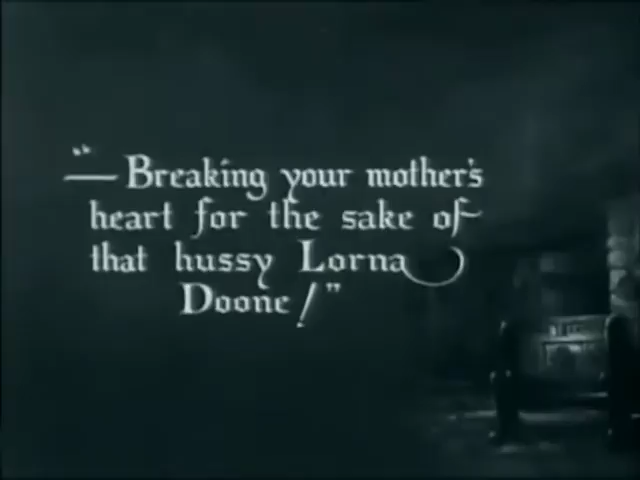 "— Breaking your mother's
heart for the sake of
that hussy Lorna
Doone!"